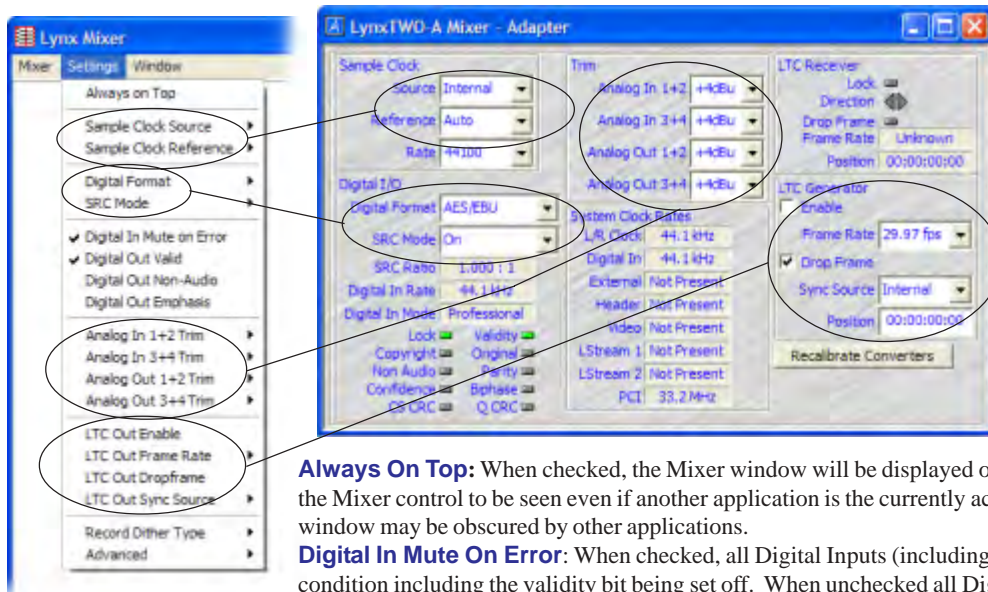 Lynx Mixer
Mixer Settings Window
Always on Top
Sample Clock Source
Sample Clock Reference
Digital Format
SRC Mode
Digital In Mute on Error
Digital Out Valid
Digital Out Non-Audio
Digital Out Emphasis
Analog In 1+2 Trim
Analog In 3+4 Trim
Analog Out 1+2 Trim
Analog Out 3+4 Trim
LTC Out Enable
LTC Out Frame Rate
LTC Out Dropframe
LTC Out Sync Source
Record Dither Type
Advanced
LynxTWO-A Mixer - Adapter
Sample Clock
Source Internal
Reference Auto
Rate 44100
Digital I/O
Digital Format AES/EBU
SRC Mode On
SRC Ratio 1.000 : 1
Digital In Rate 44.1 kHz
Digital In Mode Professional
Lock Validity
Copyright Original
Non Audio Parity
Confidence Biphase
CS CRC Q CRC
Trim
Analog In 1+2 +4dBu
Analog In 3+4 +4dBu
Analog Out 1+2 +4dBu
Analog Out 3+4 +4dBu
System Clock Rates
L/R Clock 44.1 kHz
Digital In 44.1 kHz
External Not Present
Header Not Present
Video Not Present
LStream 1 Not Present
LStream 2 Not Present
PCI 33.2 MHz
LTC Receiver
Lock
Direction
Drop Frame
Frame Rate Unknown
Position 00:00:00:00
LTC Generator
Enable
Frame Rate 29.97 fps
Drop Frame
Sync Source Internal
Position 00:00:00:00
Recalibrate Converters
Always On Top: When checked, the Mixer window will be displayed o
the Mixer control to be seen even if another application is the currently ac
window may be obscured by other applications.
Digital In Mute On Error: When checked, all Digital Inputs (including
condition including the validity bit being set off. When unchecked all Di